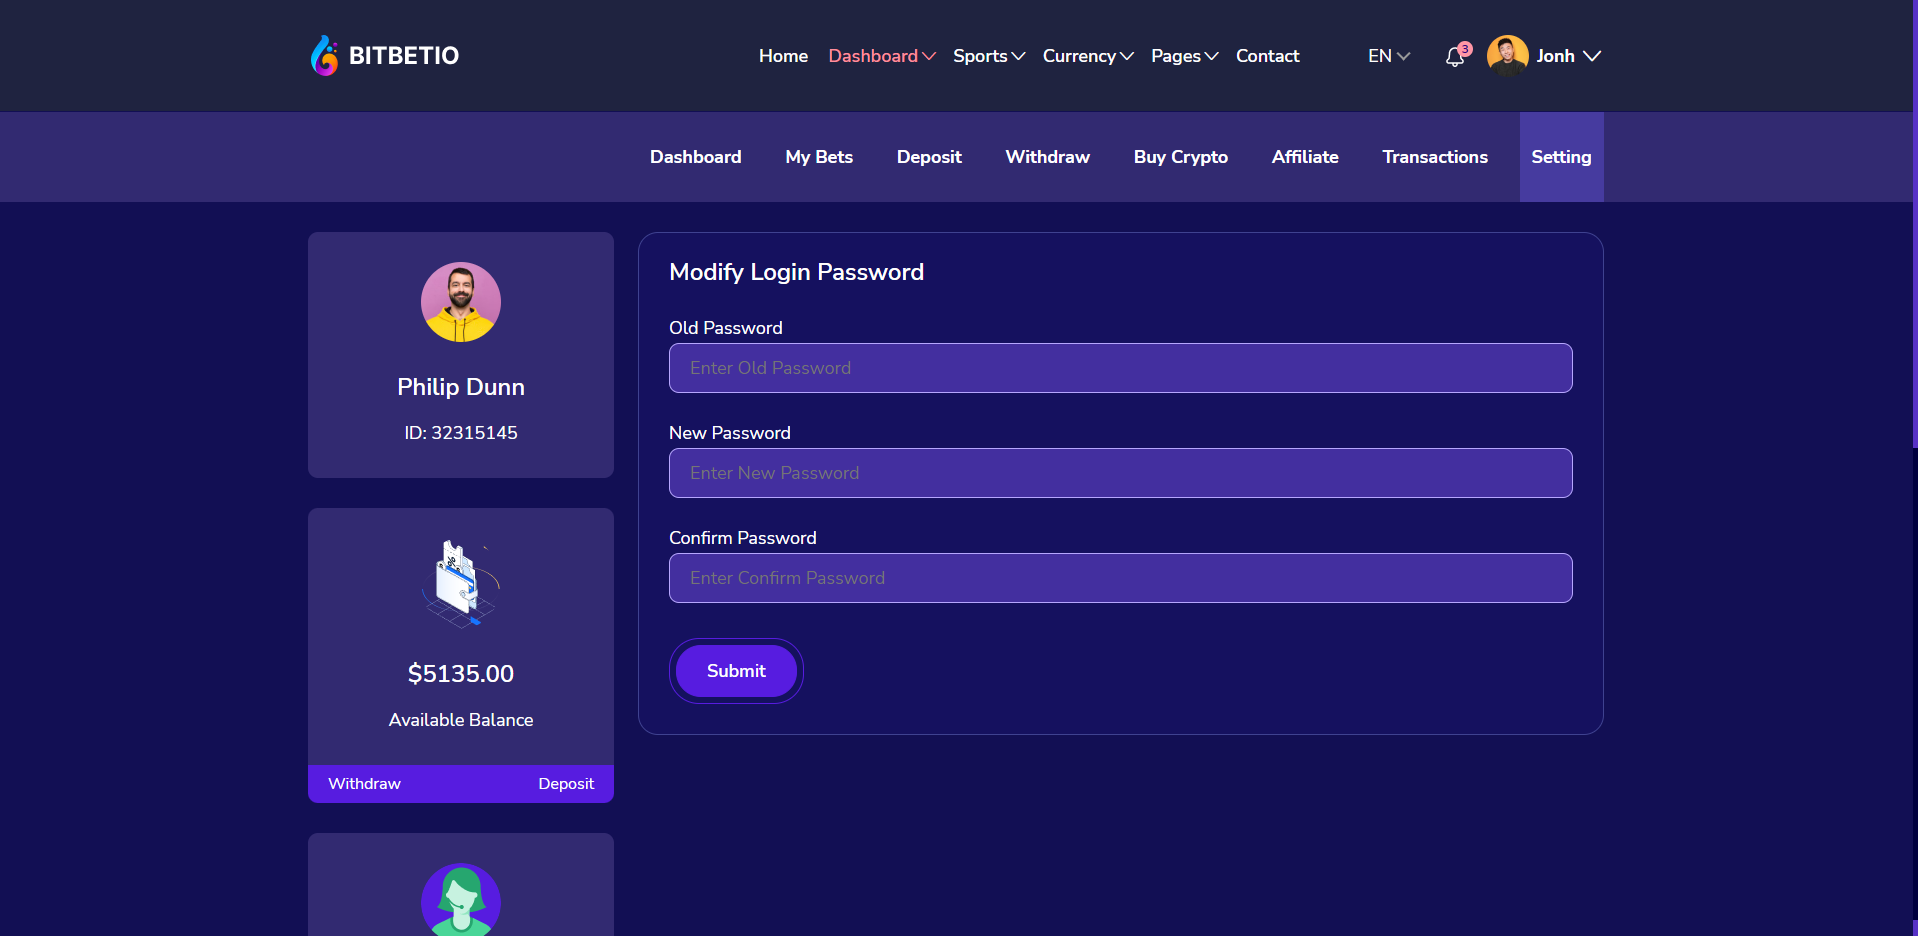 BITBETIO
Home Dashboard Sports Currency Pages Contact EN 3 Jonh
Dashboard My Bets Deposit Withdraw Buy Crypto Affiliate Transactions Setting
Philip Dunn
ID: 32315145
%
$5135.00
Available Balance
Withdraw Deposit
Modify Login Password
Old Password
Enter Old Password
New Password
Enter New Password
Confirm Password
Enter Confirm Password
Submit